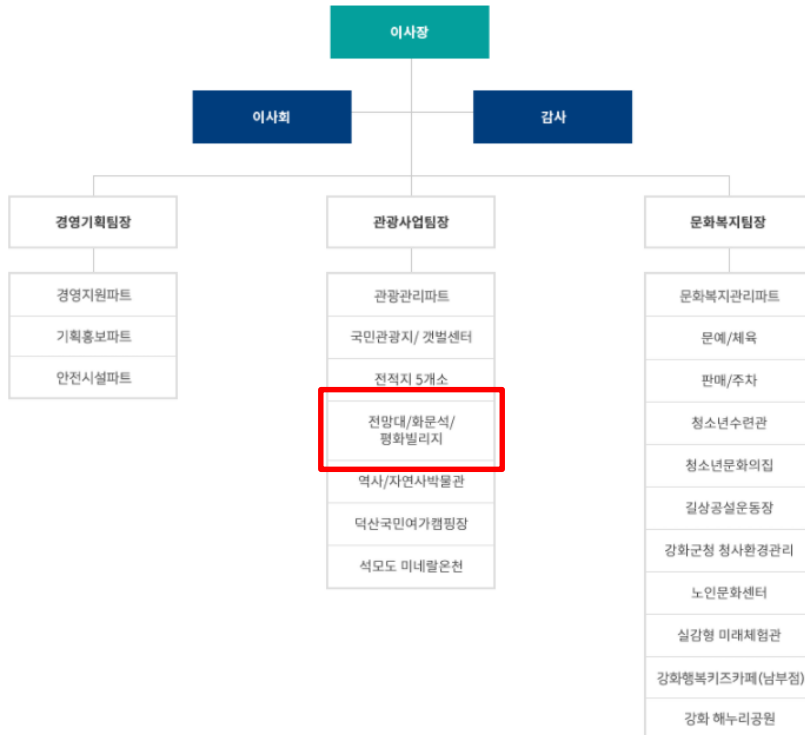 이사장
이사회
감사
경영기획팀장
관광사업팀장
문화복지팀장
경영지원파트
기획홍보파트
안전시설파트
관광관리파트
국민관광지/ 갯벌센터
전적지 5개소
전망대/화문석/
평화빌리지
역사/자연사박물관
덕산국민여가캠핑장
석모도 미네랄온천
문화복지관리파트
문예/체육
판매/주차
청소년수련관
청소년문화의집
길상공설운동장
강화군청 청사환경관리
노인문화센터
실감형 미래체험관
강화행복키즈카페(남부점)
강화 해누리공원